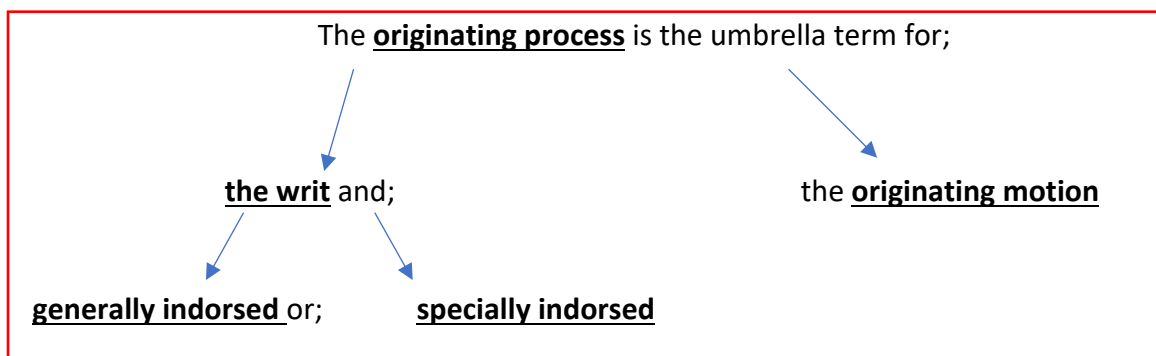 The originating process is the umbrella term for;
the writ and; the originating motion
generally indorsed or; specially indorsed